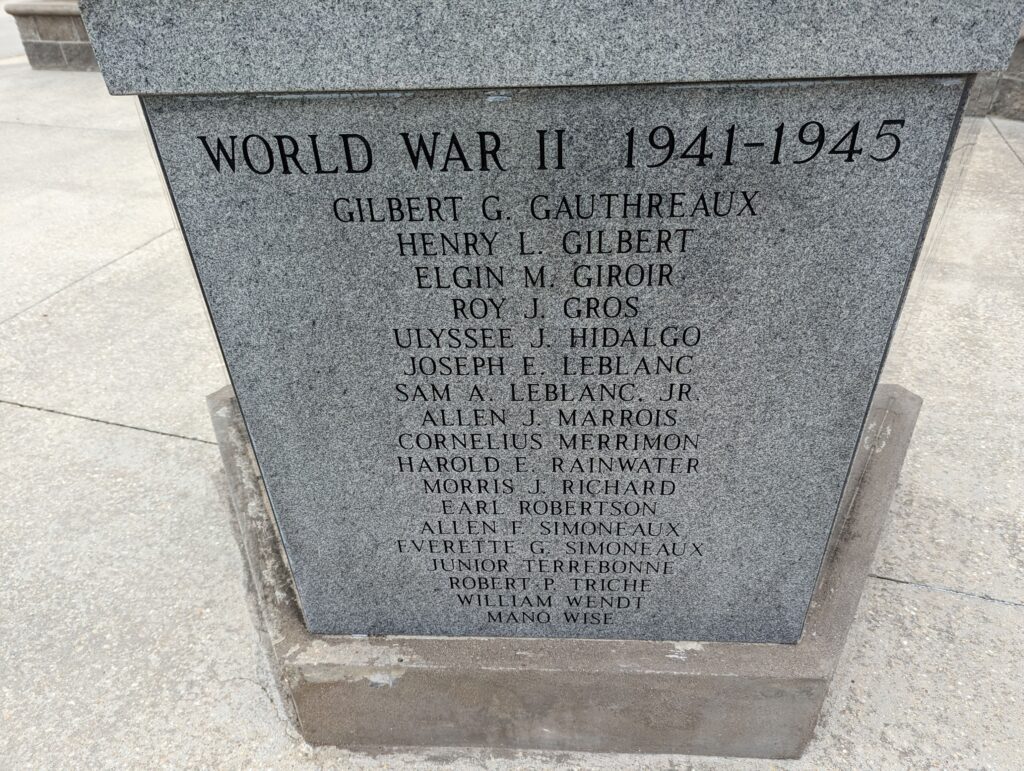 WORLD WAR II 1941-1945
GILBERT G. GAUTHREAUX
HENRY L. GILBERT
ELGIN M. GIROIR
ROY J. GROS
ULYSSEE J. HIDALGO
JOSEPH E. LEBLANC
SAM A. LEBLANC, JR.
ALLEN J. MARROIS
CORNELIUS MERRIMON
HAROLD E. RAINWATER
MORRIS J. RICHARD
EARL ROBERTSON
ALLEN F. SIMONEAUX
EVERETTE G. SIMONEAUX
JUNIOR TERREBONNE
ROBERT P. TRICHE
WILLIAM WENDT
MANO WISE